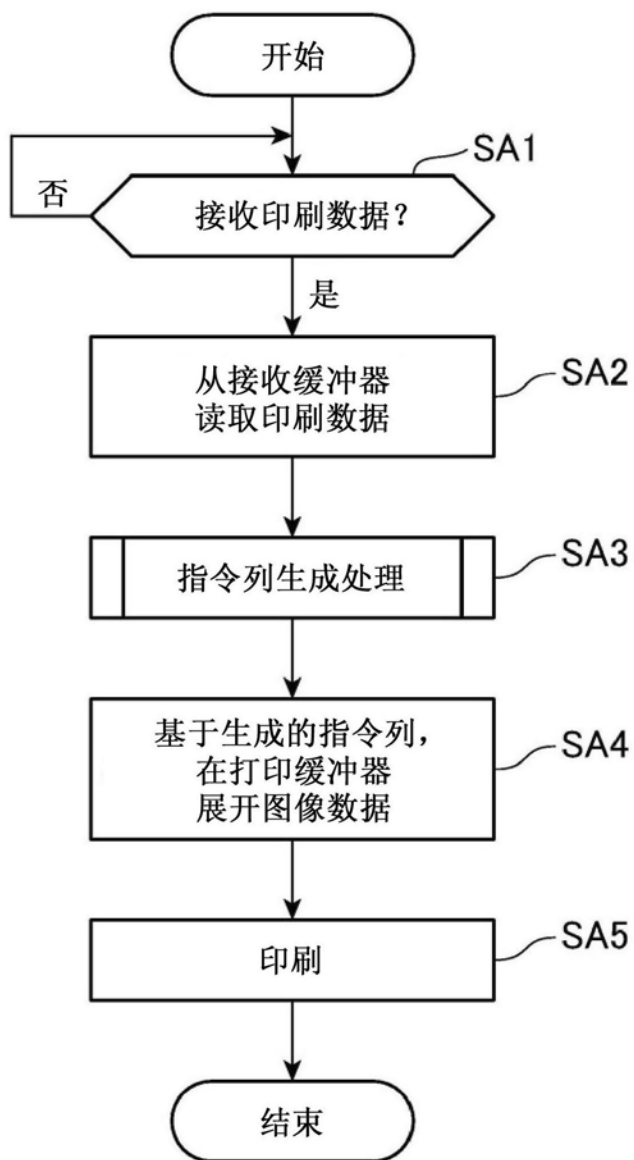 开始
SA1
否
接收印刷数据？
是
从接收缓冲器
读取印刷数据
SA2
指令列生成处理
SA3
基于生成的指令列，
在打印缓冲器
展开图像数据
SA4
印刷
SA5
结束